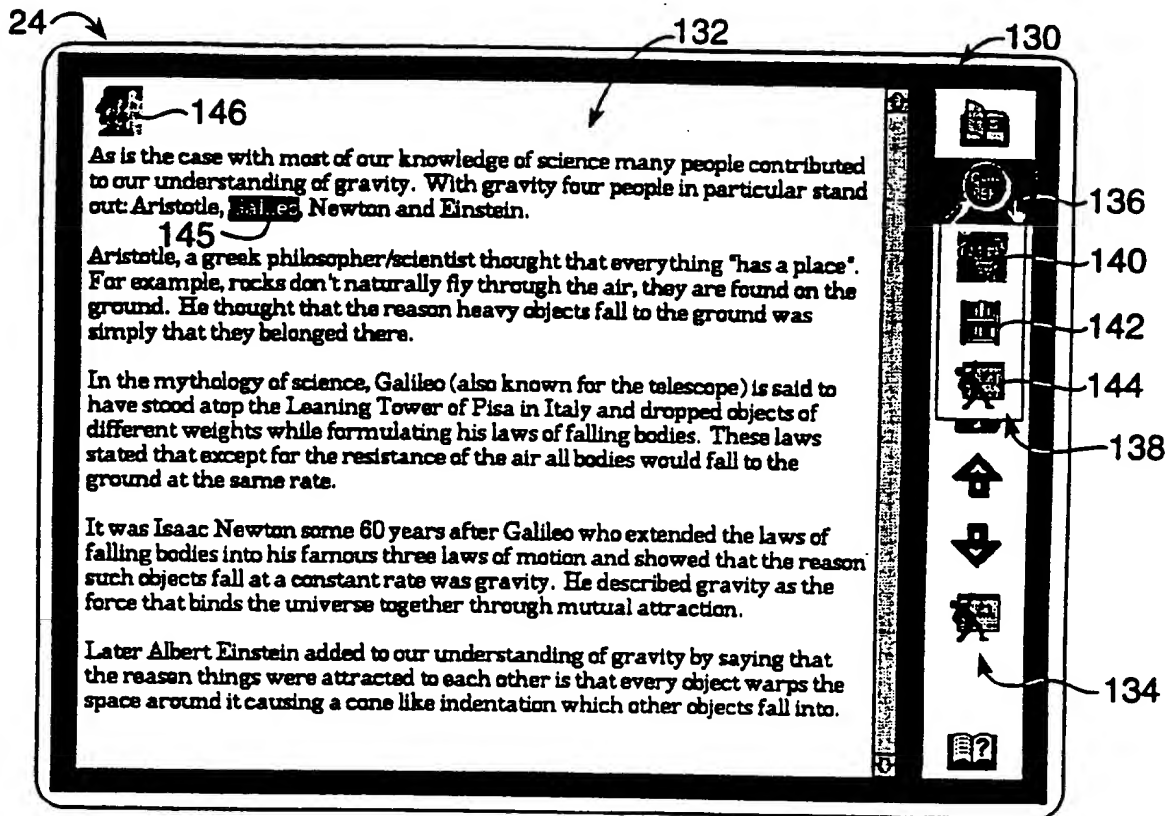 24
132
130
146
As is the case with most of our knowledge of science many people contributed
to our understanding of gravity. With gravity four people in particular stand
out: Aristotle, Galileo, Newton and Einstein.
136
145
Aristotle, a greek philosopher/scientist thought that everything "has a place".
140
For example, rocks don't naturally fly through the air, they are found on the
ground. He thought that the reason heavy objects fall to the ground was
142
simply that they belonged there.
In the mythology of science, Galileo (also known for the telescope) is said to
144
have stood atop the Leaning Tower of Pisa in Italy and dropped objects of
different weights while formulating his laws of falling bodies. These laws
138
stated that except for the resistance of the air all bodies would fall to the
ground at the same rate.
It was Isaac Newton some 60 years after Galileo who extended the laws of
falling bodies into his famous three laws of motion and showed that the reason
such objects fall at a constant rate was gravity. He described gravity as the
force that binds the universe together through mutual attraction.
Later Albert Einstein added to our understanding of gravity by saying that
the reason things were attracted to each other is that every object warps the
134
space around it causing a cone like indentation which other objects fall into.
?